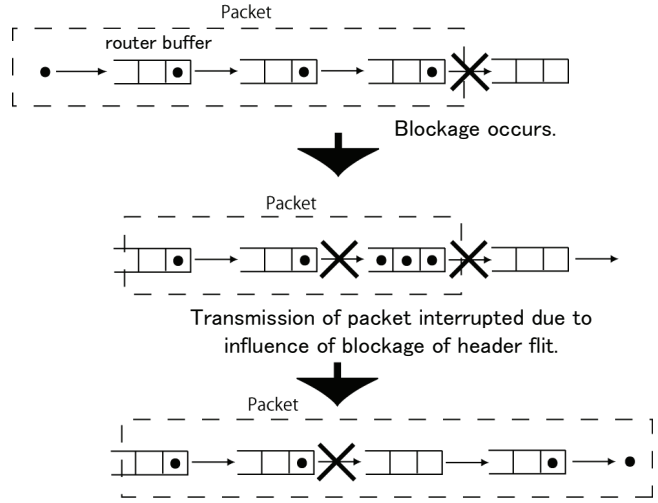 Packet
router buffer
Blockage occurs.
Packet
Transmission of packet interrupted due to
influence of blockage of header flit.
Packet